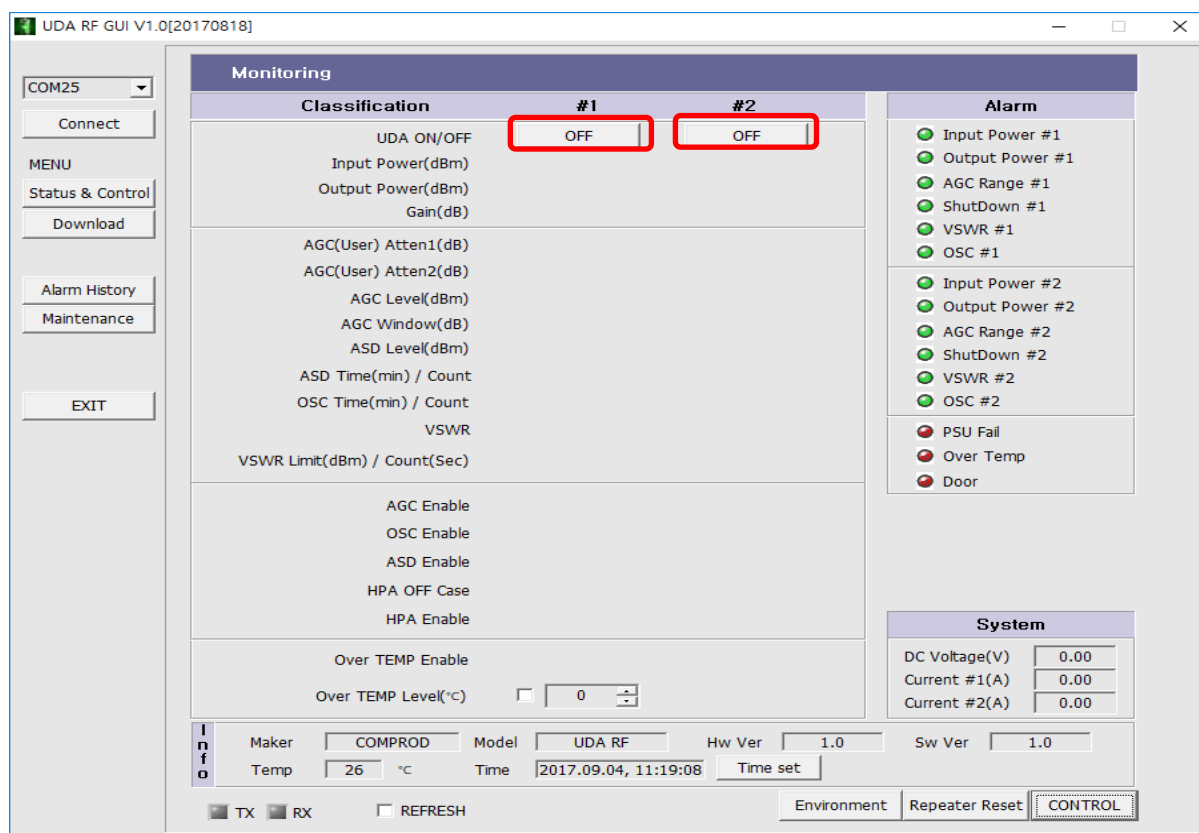 UDA RF GUI V1.0[20170818]
COM25
Connect
MENU
Status & Control
Download
Alarm History
Maintenance
EXIT
Monitoring
Classification #1 #2
UDA ON/OFF OFF OFF
Input Power(dBm)
Output Power(dBm)
Gain(dB)
AGC(User) Atten1(dB)
AGC(User) Atten2(dB)
AGC Level(dBm)
AGC Window(dB)
ASD Level(dBm)
ASD Time(min) / Count
OSC Time(min) / Count
VSWR
VSWR Limit(dBm) / Count(Sec)
AGC Enable
OSC Enable
ASD Enable
HPA OFF Case
HPA Enable
Over TEMP Enable
Over TEMP Level(℃) 0
Alarm
Input Power #1
Output Power #1
AGC Range #1
ShutDown #1
VSWR #1
OSC #1
Input Power #2
Output Power #2
AGC Range #2
ShutDown #2
VSWR #2
OSC #2
PSU Fail
Over Temp
Door
System
DC Voltage(V) 0.00
Current #1(A) 0.00
Current #2(A) 0.00
Info
Maker COMPROD Model UDA RF Hw Ver 1.0 Sw Ver 1.0
Temp 26 ℃ Time 2017.09.04, 11:19:08 Time set
TX RX REFRESH Environment Repeater Reset CONTROL